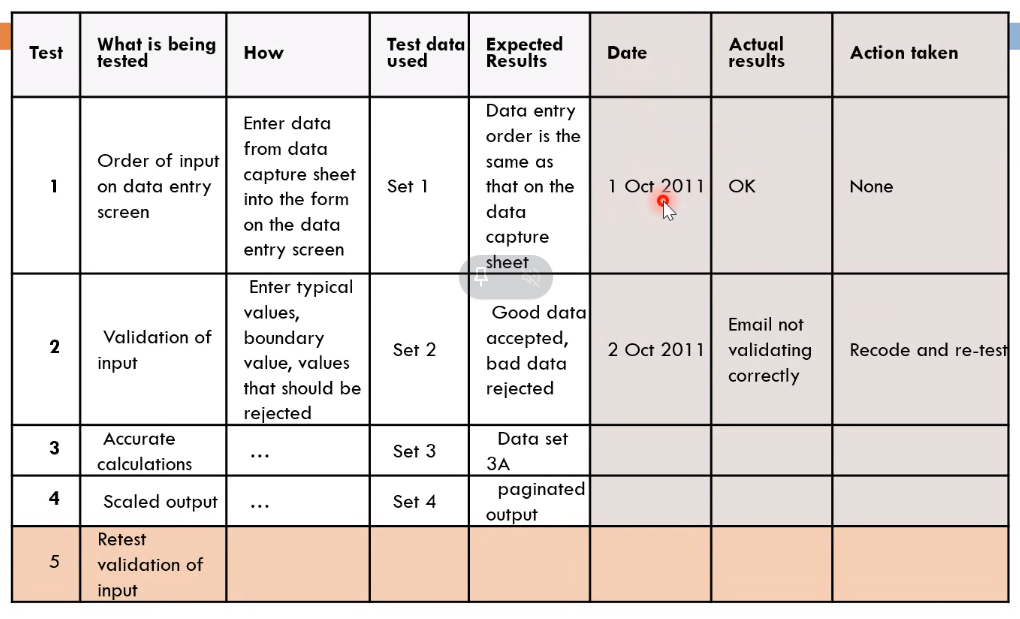 Test
What is being
tested
How
Test data
used
Expected
Results
Date
Actual
results
Action taken
1
Order of input
on data entry
screen
Enter data
from data
capture sheet
into the form
on the data
entry screen
Set 1
Data entry
order is the
same as
that on the
data
capture
sheet
1 Oct 2011
OK
None
2
Validation of
input
Enter typical
values,
boundary
value, values
that should be
rejected
Set 2
Good data
accepted,
bad data
rejected
2 Oct 2011
Email not
validating
correctly
Recode and re-test
3
Accurate
calculations
...
Set 3
Data set
3A
4
Scaled output
...
Set 4
paginated
output
5
Retest
validation of
input